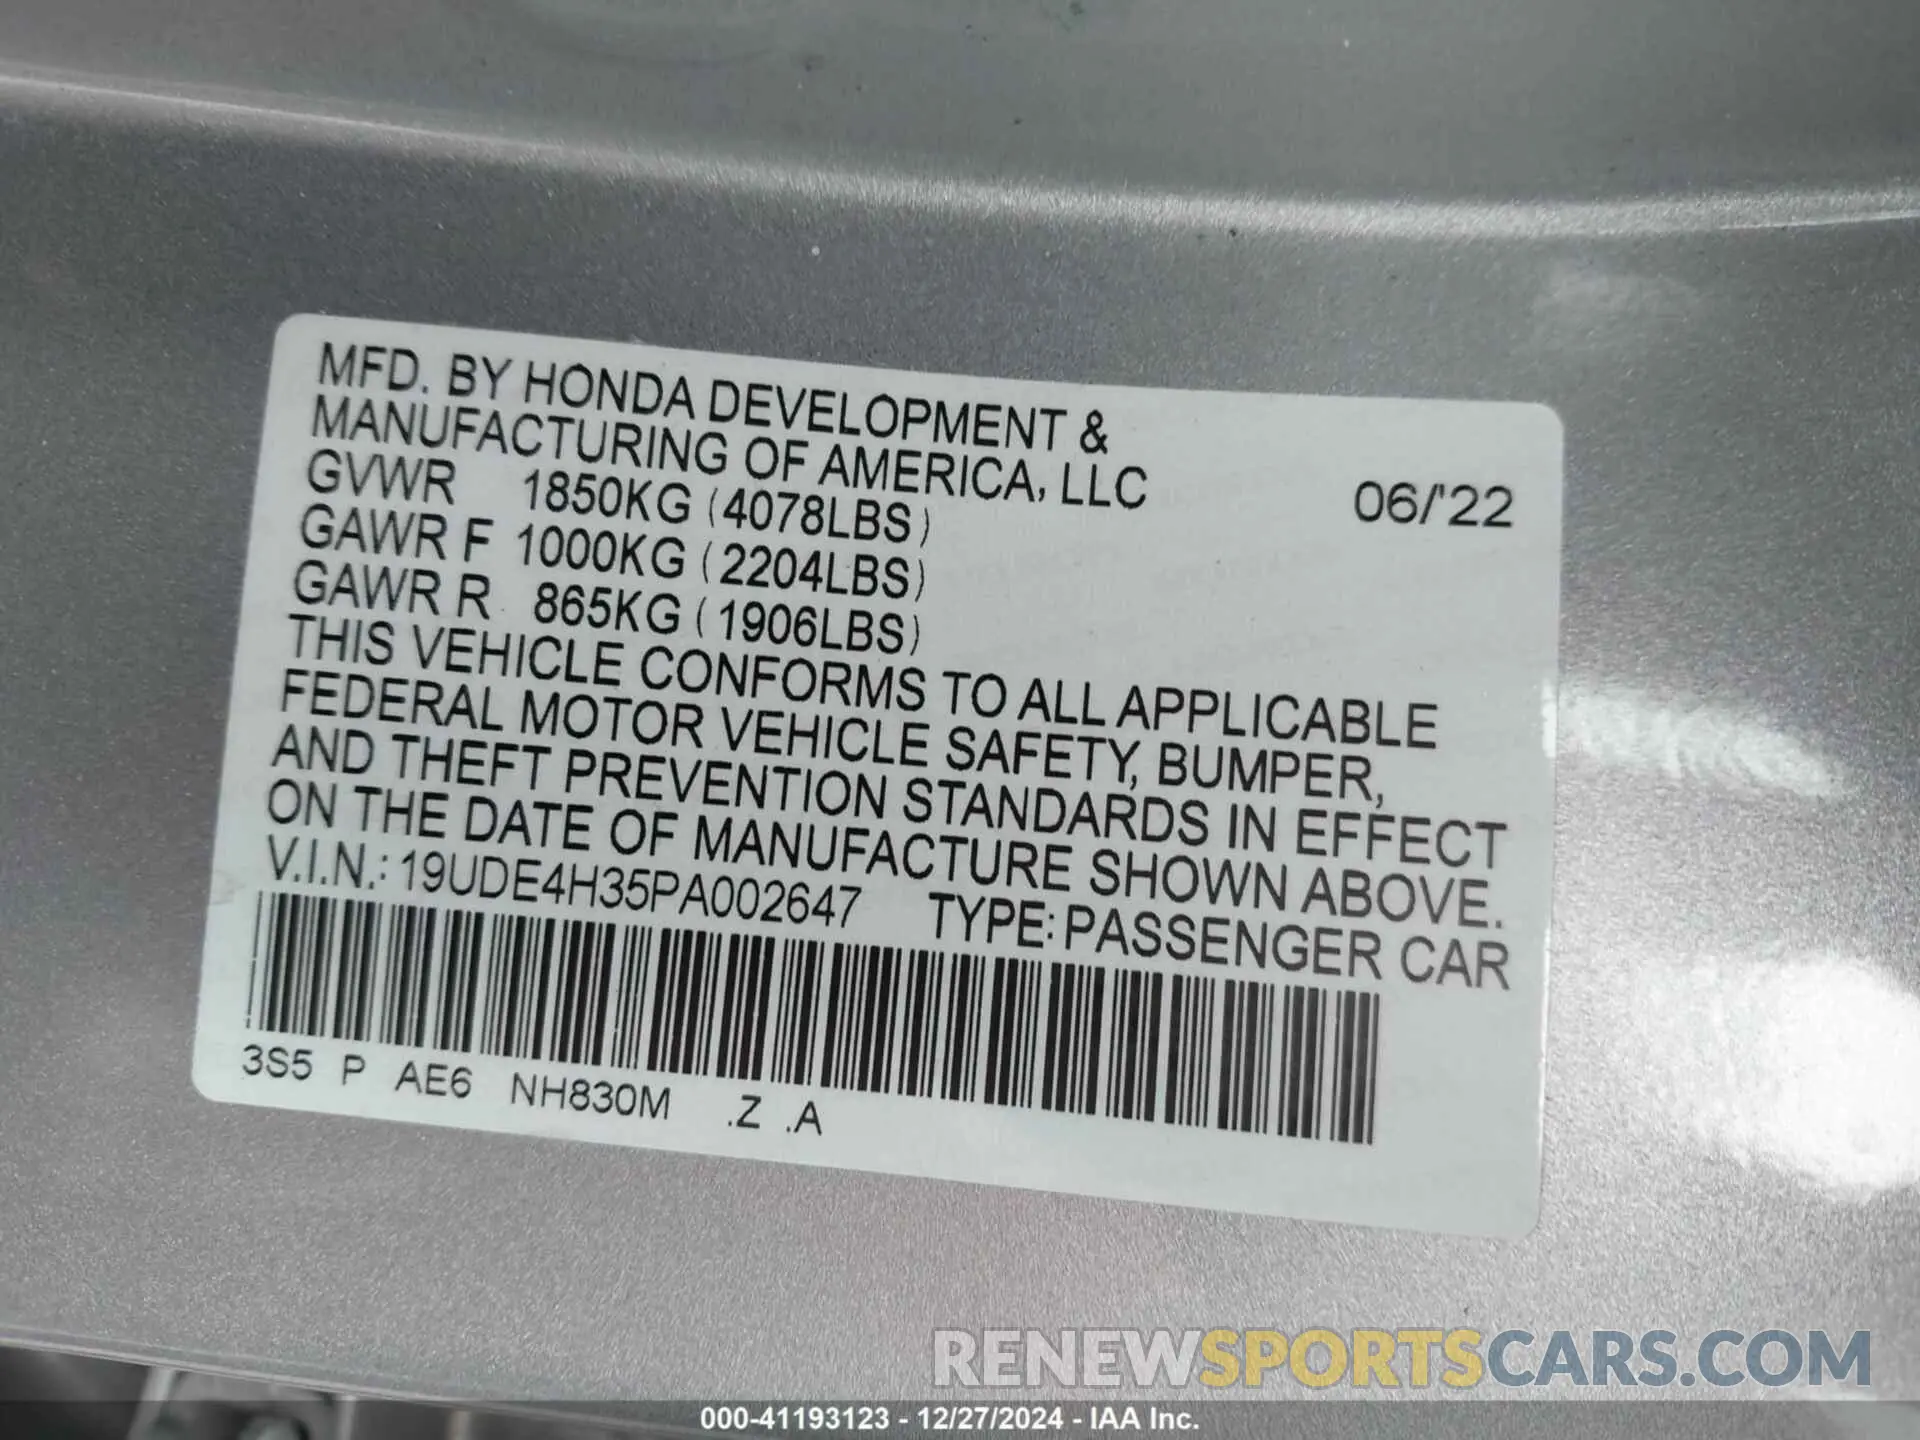 MFD. BY HONDA DEVELOPMENT &
MANUFACTURING OF AMERICA, LLC
06/'22
GVWR 1850KG (4078LBS)
GAWR F 1000KG (2204LBS)
GAWR R 865KG (1906LBS)
THIS VEHICLE CONFORMS TO ALL APPLICABLE
FEDERAL MOTOR VEHICLE SAFETY, BUMPER,
AND THEFT PREVENTION STANDARDS IN EFFECT
ON THE DATE OF MANUFACTURE SHOWN ABOVE.
V.I.N.: 19UDE4H35PA002647 TYPE: PASSENGER CAR
3S5 P AE6 NH830M .Z .A
RENEWSPORTSCARS.COM
000-41193123 - 12/27/2024 - IAA Inc.